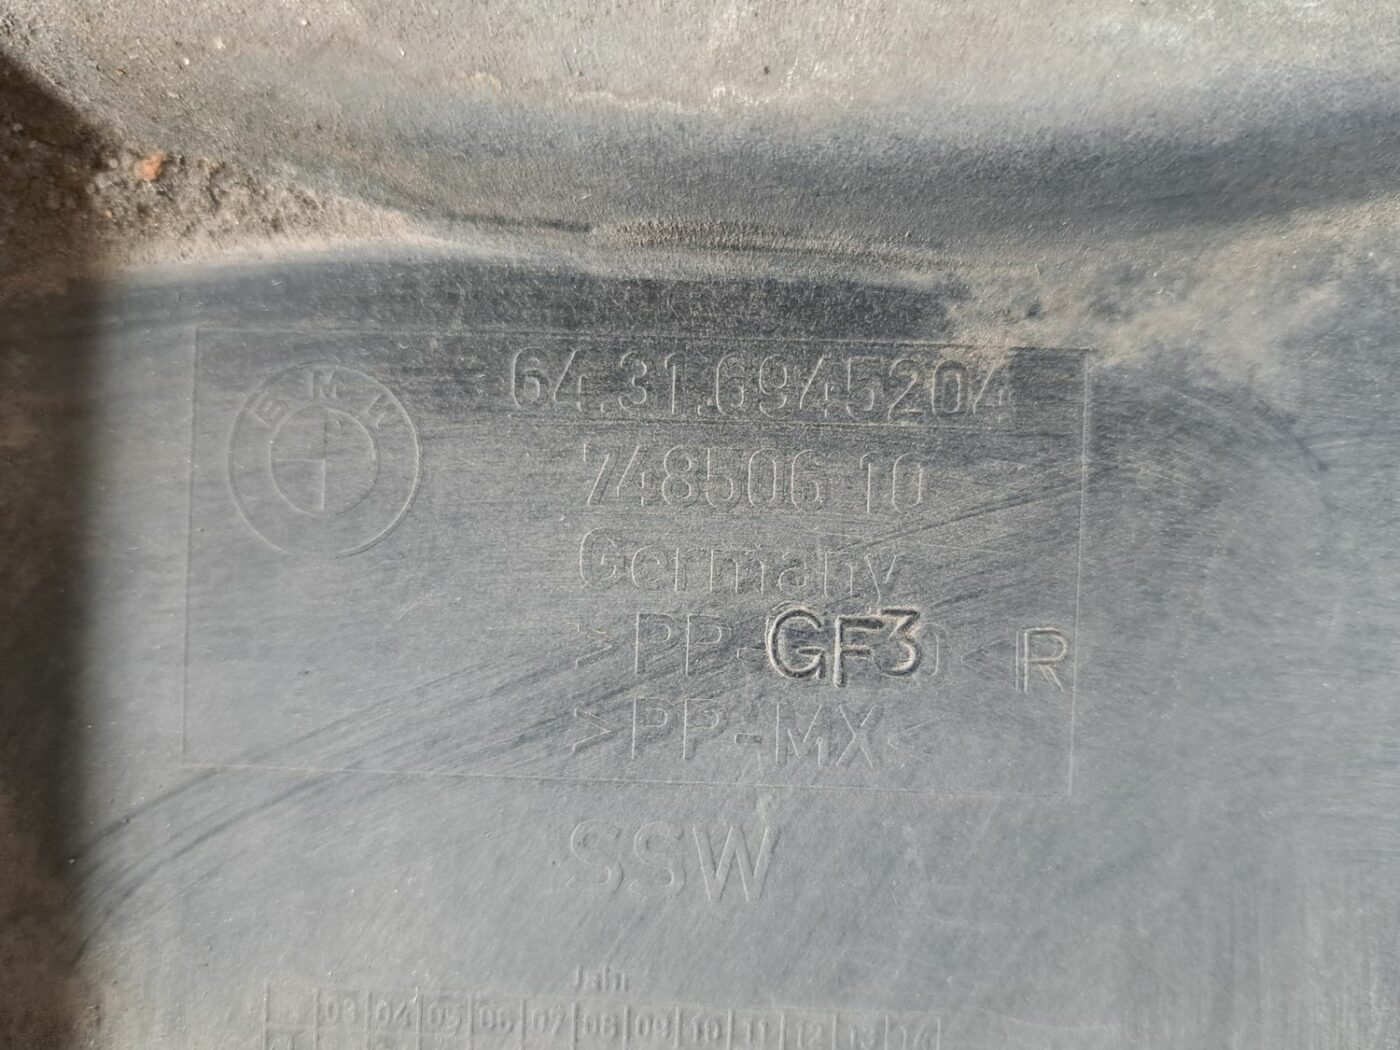 BMW
64.31.6945204
748506 10
Germany
>PP-GF30< R
>PP-MX<
SSW
Jahr
03 04 05 06 07 08 09 10 11 12 13 14